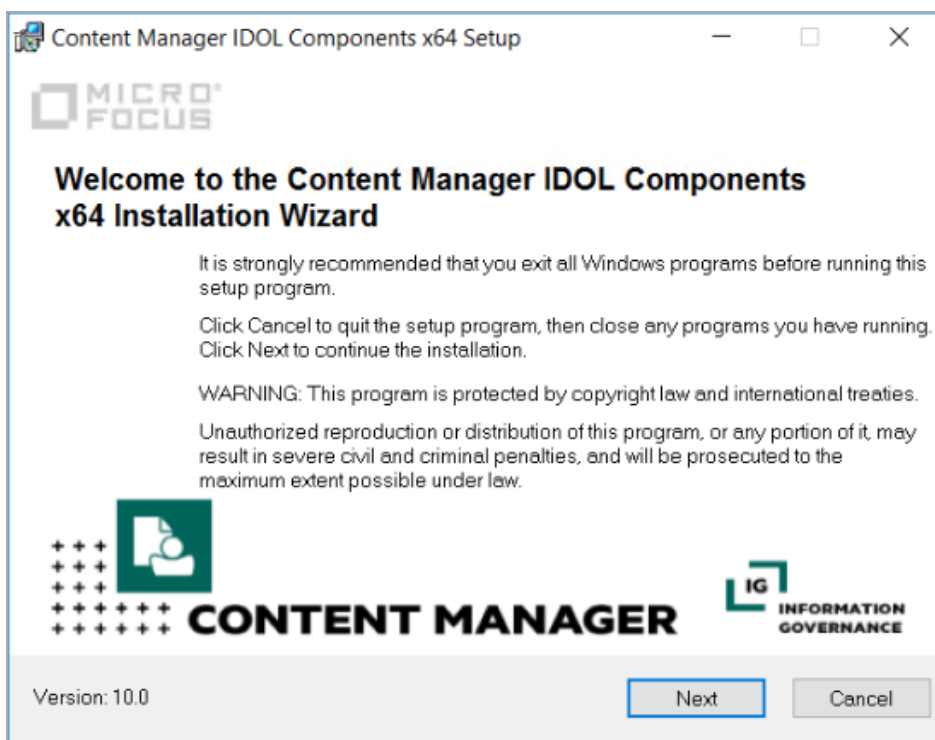 Content Manager IDOL Components x64 Setup
MICRO
FOCUS
Welcome to the Content Manager IDOL Components
x64 Installation Wizard
It is strongly recommended that you exit all Windows programs before running this
setup program.
Click Cancel to quit the setup program, then close any programs you have running.
Click Next to continue the installation.
WARNING: This program is protected by copyright law and international treaties.
Unauthorized reproduction or distribution of this program, or any portion of it, may
result in severe civil and criminal penalties, and will be prosecuted to the
maximum extent possible under law.
CONTENT MANAGER
IG
INFORMATION
GOVERNANCE
Version: 10.0
Next
Cancel